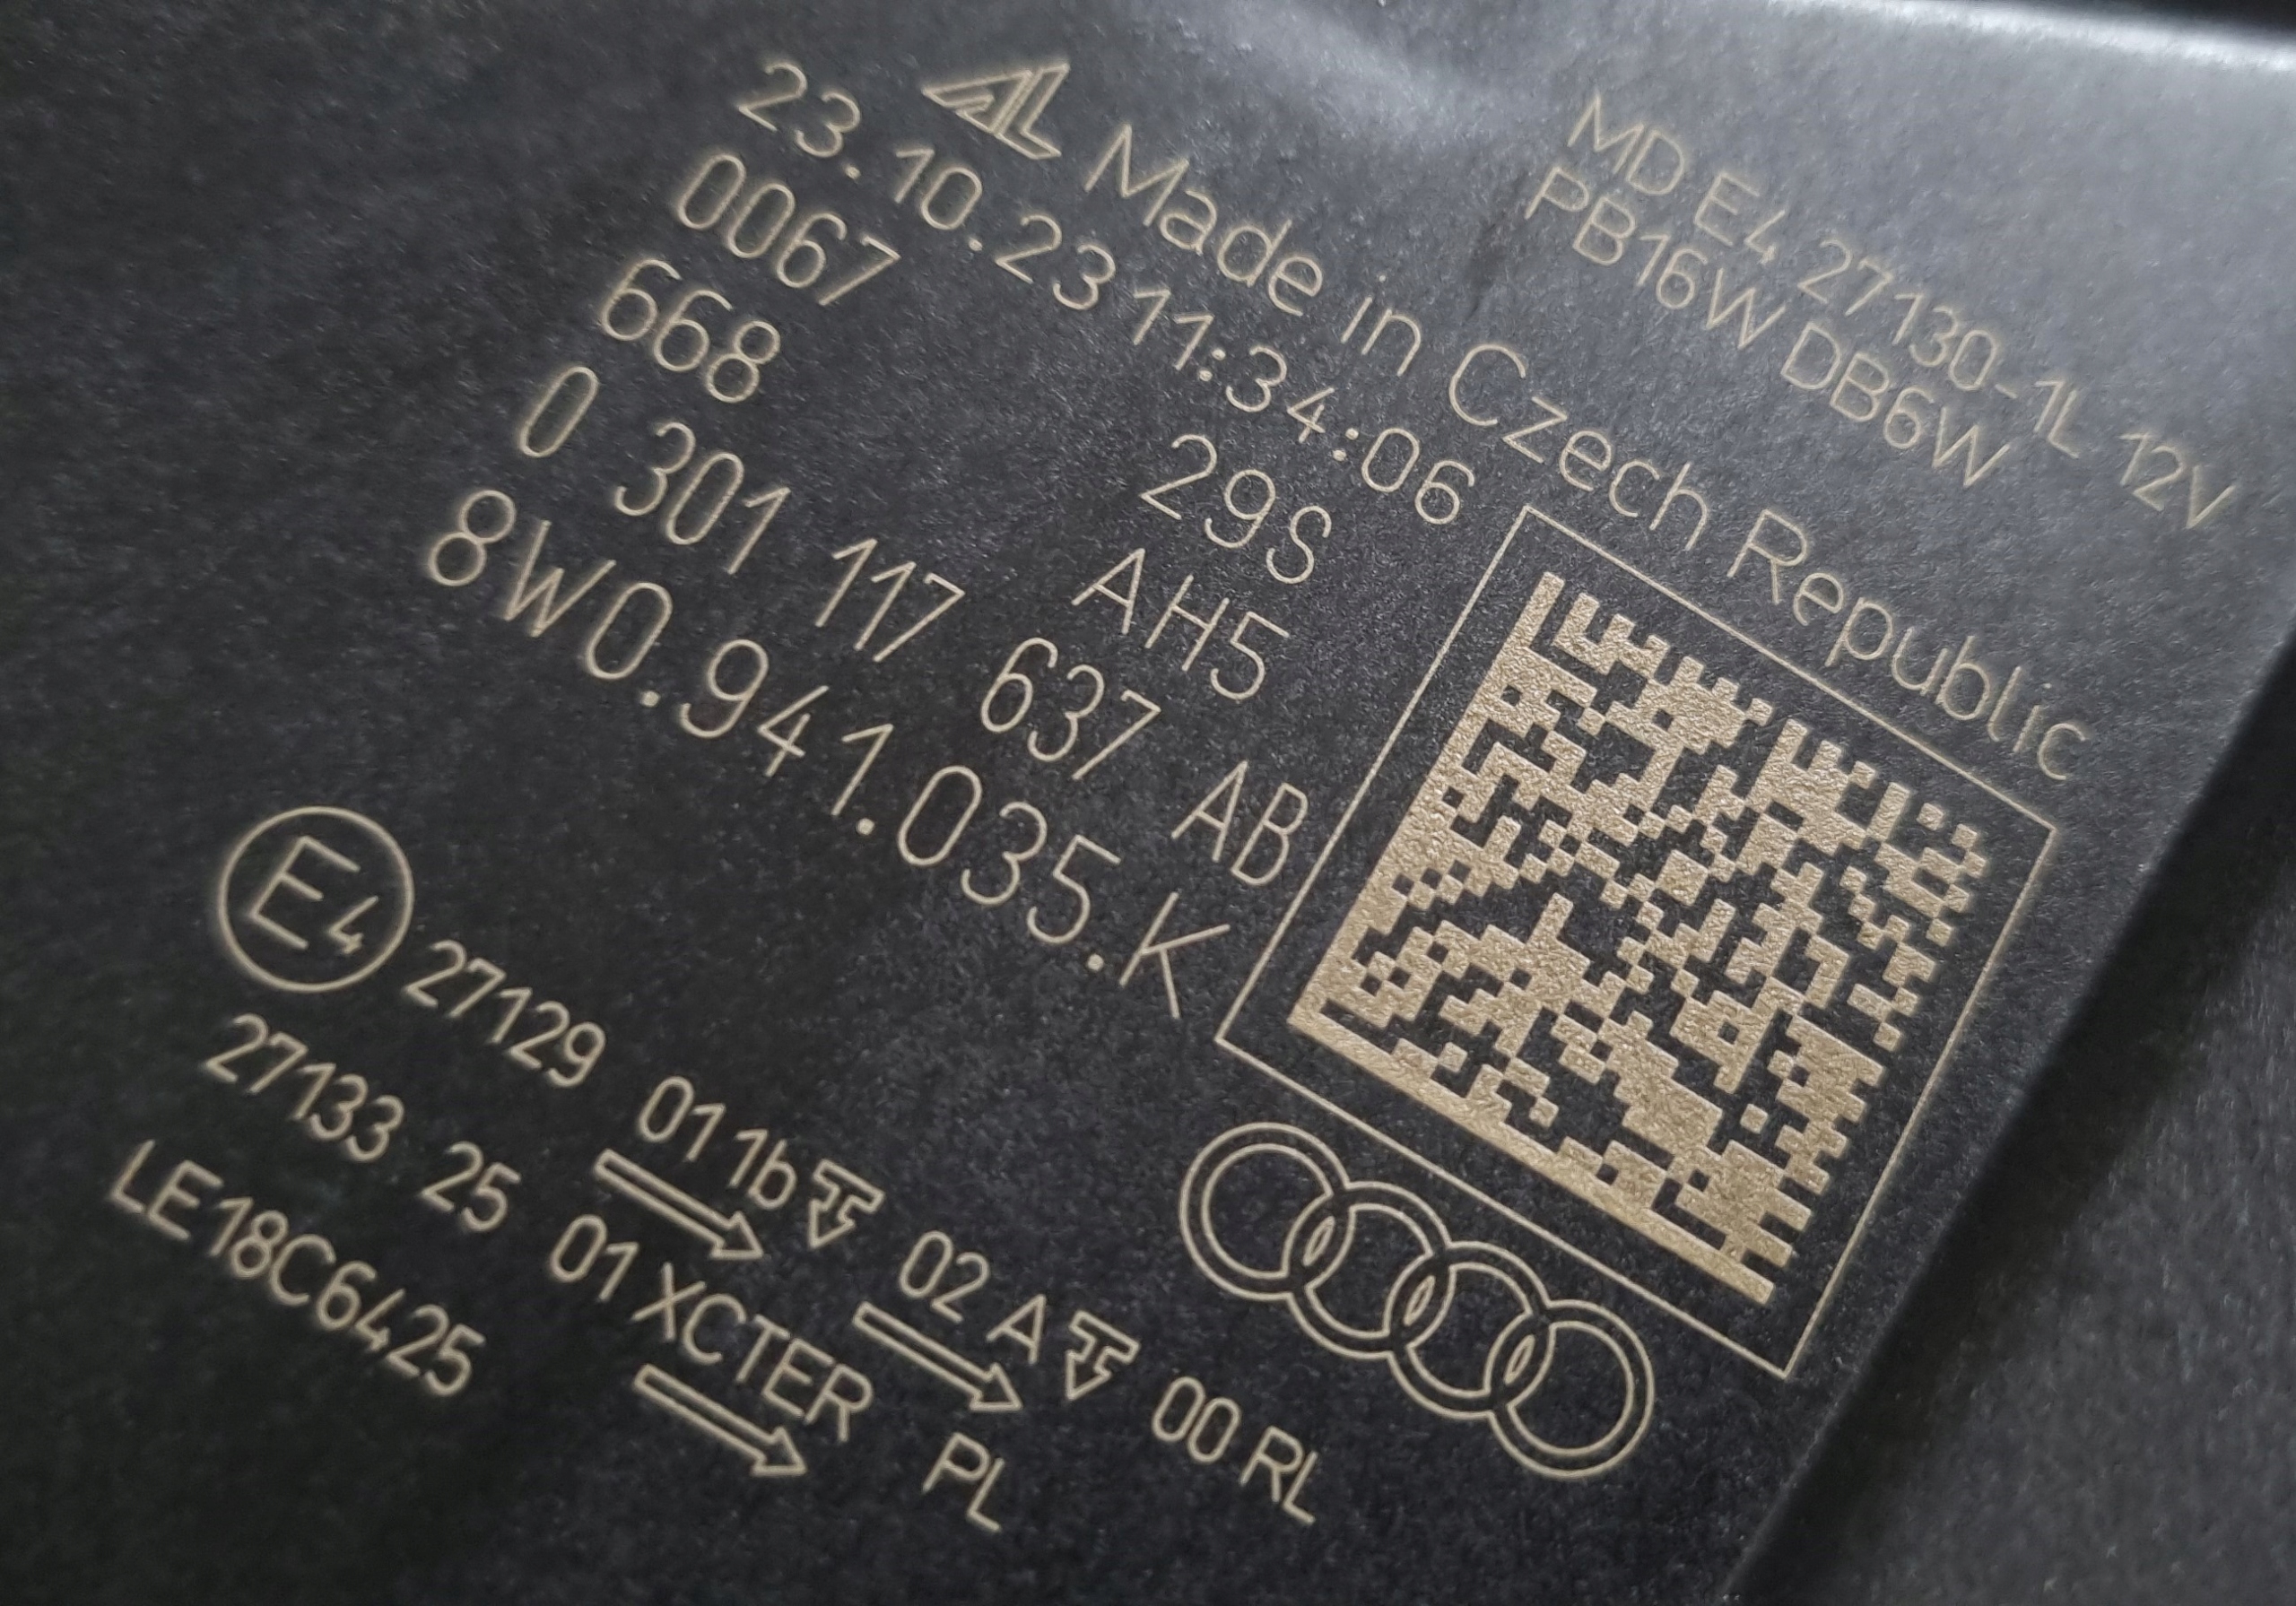 MD E4 27130-1L 12V
PB16W DB6W
AL Made in Czech Republic
23.10.23 11:34:06
0067 29S
668 AH5
0 301 117 637 AB
8W0.941.035.K
E4 27129 01 1b 02 A 00 RL
27133 25 01 XCTER PL
LE18C6425